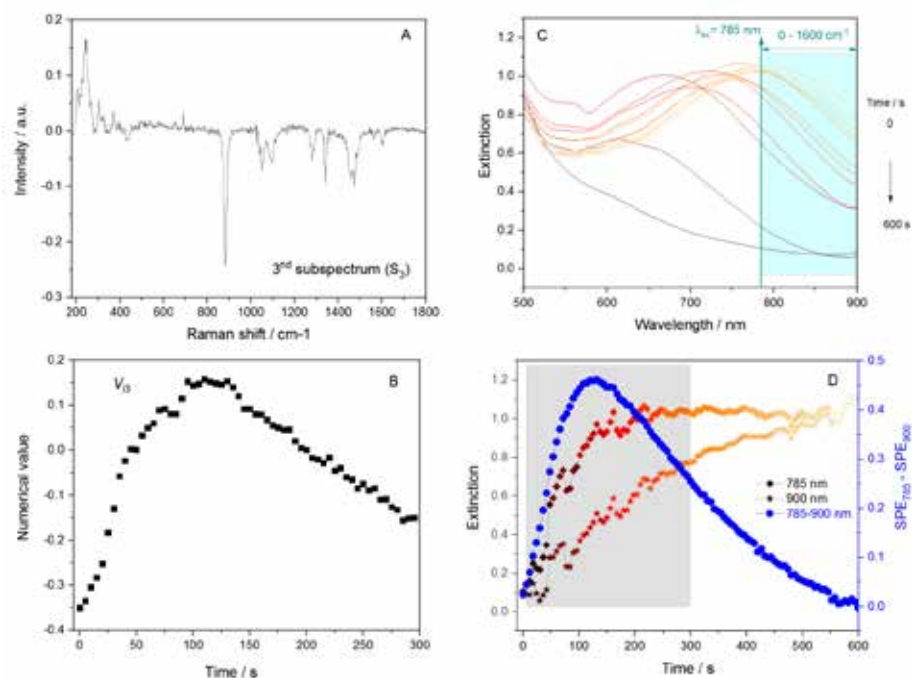 A
0.2
0.1
0.0
-0.1
-0.2
-0.3
Intensity / a.u.
3nd subspectrum (S3)
200 400 600 800 1000 1200 1400 1600 1800
Raman shift / cm-1
C
λex = 785 nm
0 - 1600 cm-1
1.2
1.0
0.8
0.6
0.4
0.2
0.0
Extinction
Time / s
0
600 s
500 600 700 800 900
Wavelength / nm
B
Vi3
0.2
0.1
0.0
-0.1
-0.2
-0.3
-0.4
Numerical value
0 50 100 150 200 250 300
Time / s
D
1.2
1.0
0.8
0.6
0.4
0.2
0.0
Extinction
785 nm
900 nm
785-900 nm
0.5
0.4
0.3
0.2
0.1
0.0
SPE785 - SPE900
0 100 200 300 400 500 600
Time / s